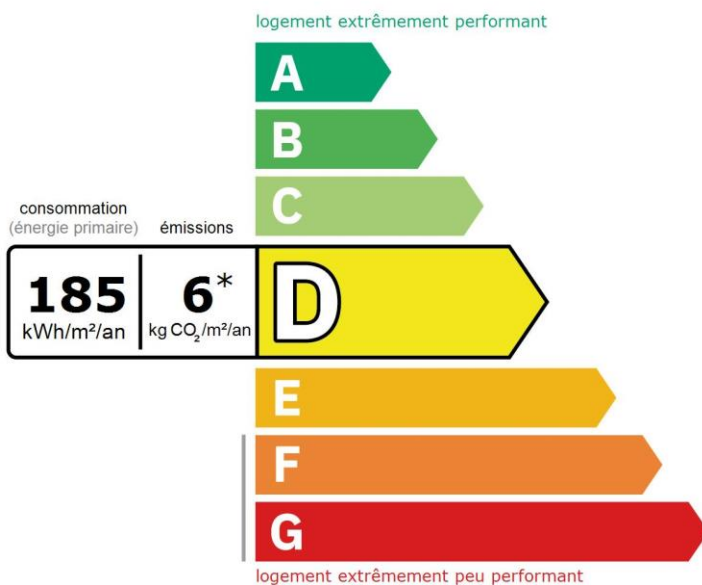 logement extrêmement performant
A
B
C
consommation
(énergie primaire)
émissions
185
kWh/m²/an
6*
kg CO₂/m²/an
D
E
F
G
logement extrêmement peu performant